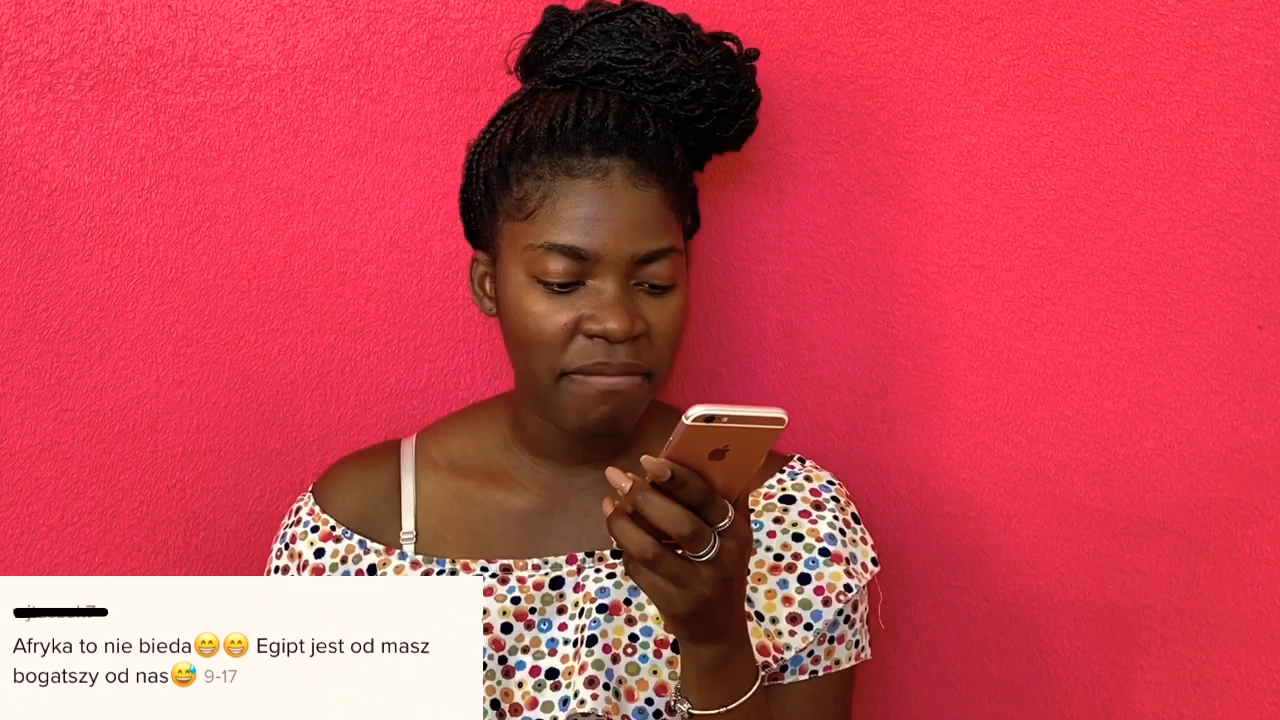 Afryka to nie bieda😁😁 Egipt jest od masz
bogatszy od nas😅 9-17